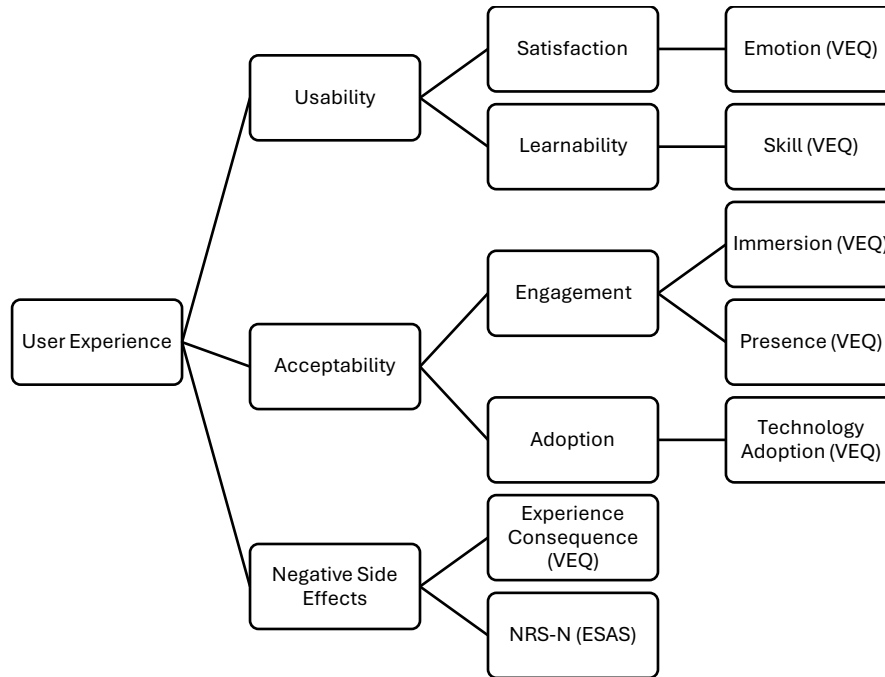 Satisfaction
Emotion (VEQ)
Usability
Learnability
Skill (VEQ)
Immersion (VEQ)
Engagement
User Experience
Presence (VEQ)
Acceptability
Adoption
Technology
Adoption (VEQ)
Experience
Consequence
(VEQ)
Negative Side
Effects
NRS-N (ESAS)